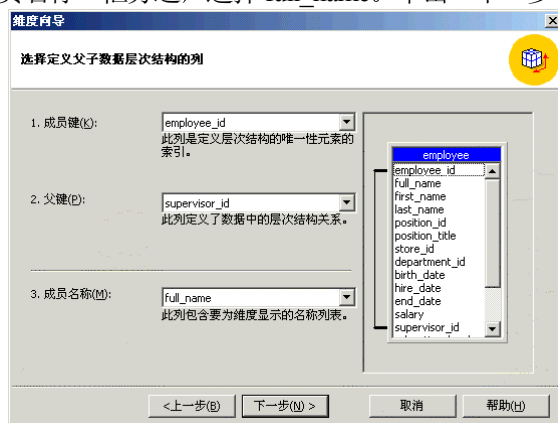 选择 full_name。
维度向导
选择定义父子数据层次结构的列
1. 成员键(K):
employee_id
此列是定义层次结构的唯一性元素的
索引。
2. 父键(P):
supervisor_id
此列定义了数据中的层次结构关系。
3. 成员名称(M):
full_name
此列包含要为维度显示的名称列表。
employee
employee_id
full_name
first_name
last_name
position_id
position_title
store_id
department_id
birth_date
hire_date
end_date
salary
supervisor_id
<上一步(B)
下一步(N) >
取消
帮助(H)